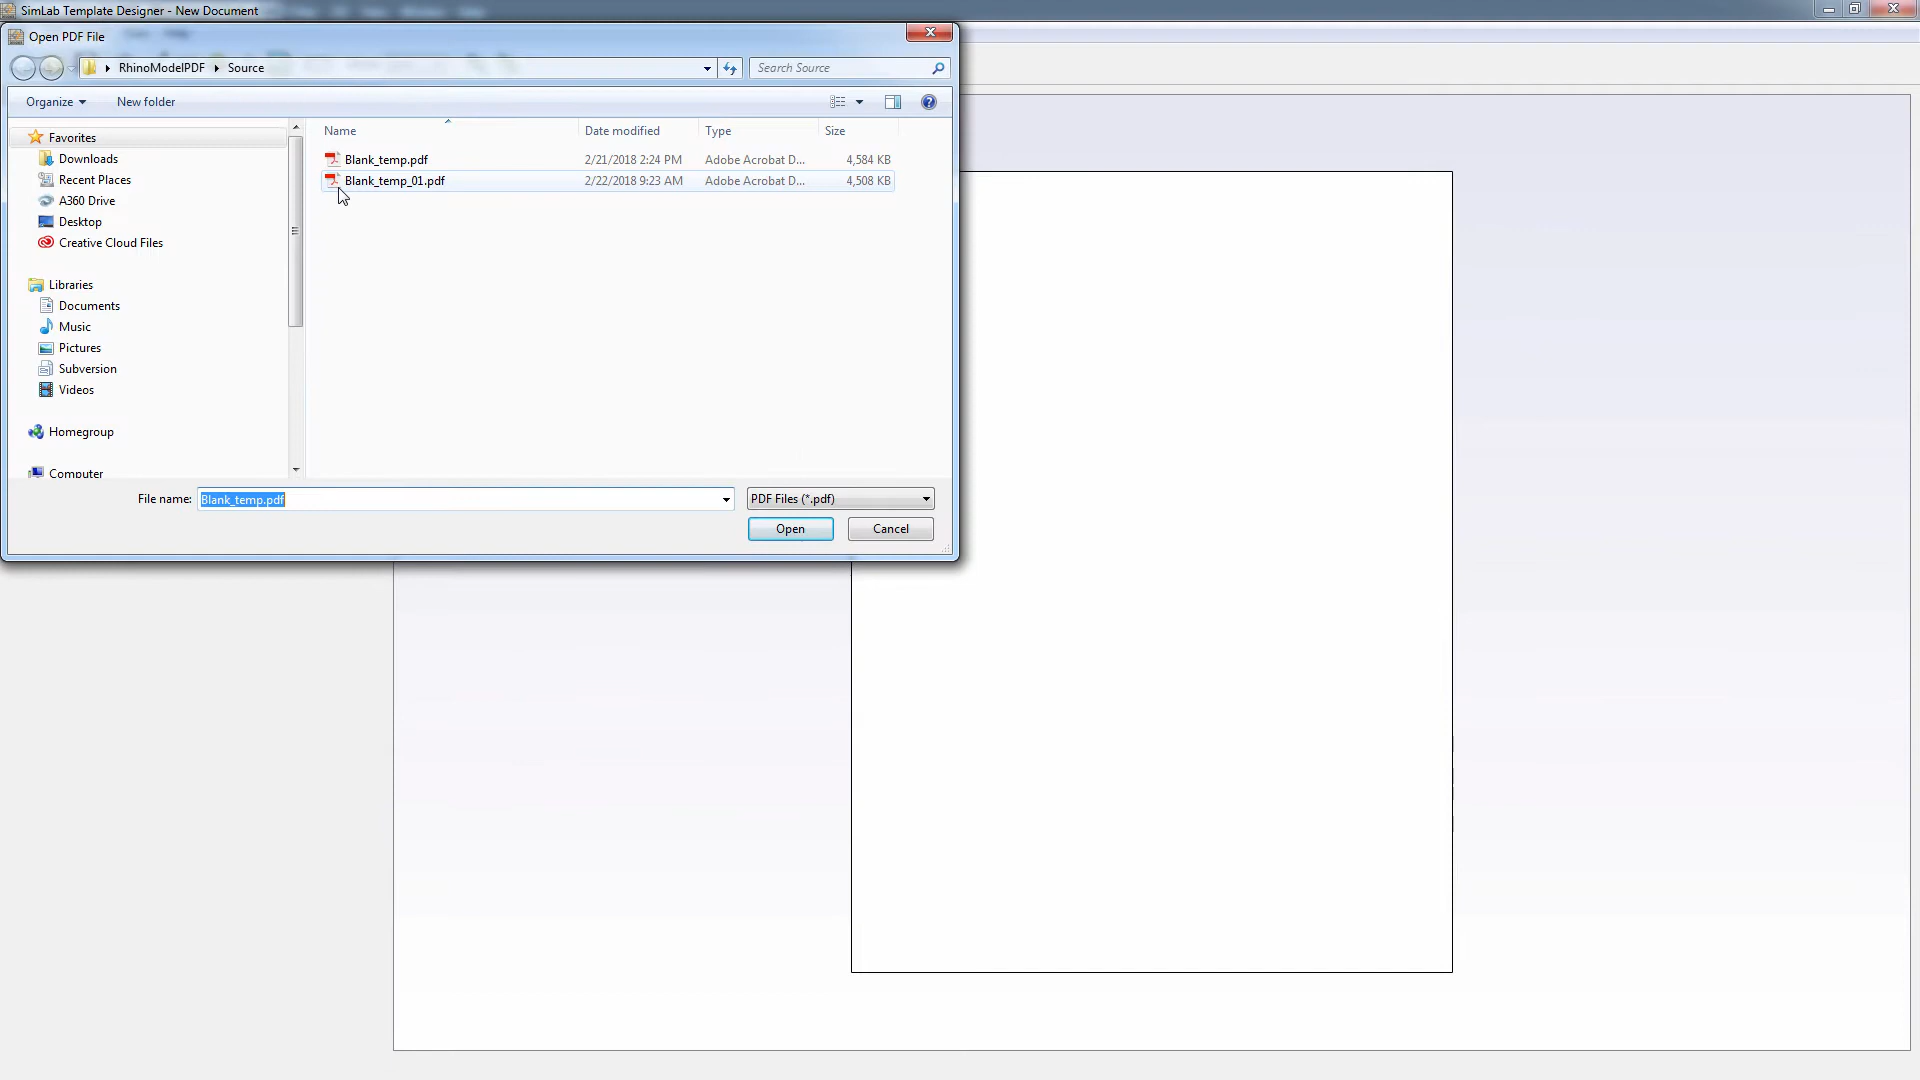 SimLab Template Designer - New Document
Open PDF File
RhinoModelPDF Source
Search Source
Organize
New folder
Name Date modified Type Size
Favorites
Downloads
Recent Places
A360 Drive
Desktop
Creative Cloud Files
Libraries
Documents
Music
Pictures
Subversion
Videos
Homegroup
Computer
Blank_temp.pdf 2/21/2018 2:24 PM Adobe Acrobat D... 4,584 KB
Blank_temp_01.pdf 2/22/2018 9:23 AM Adobe Acrobat D... 4,508 KB
File name: Blank_temp.pdf
PDF Files (*.pdf)
Open
Cancel